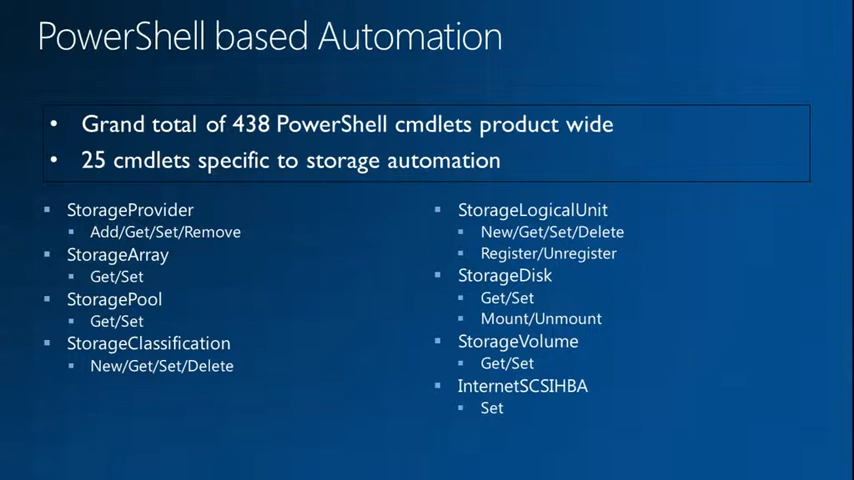 PowerShell based Automation
• Grand total of 438 PowerShell cmdlets product wide
• 25 cmdlets specific to storage automation
▪ StorageProvider
▪ Add/Get/Set/Remove
▪ StorageArray
▪ Get/Set
▪ StoragePool
▪ Get/Set
▪ StorageClassification
▪ New/Get/Set/Delete
▪ StorageLogicalUnit
▪ New/Get/Set/Delete
▪ Register/Unregister
▪ StorageDisk
▪ Get/Set
▪ Mount/Unmount
▪ StorageVolume
▪ Get/Set
▪ InternetSCSIHBA
▪ Set